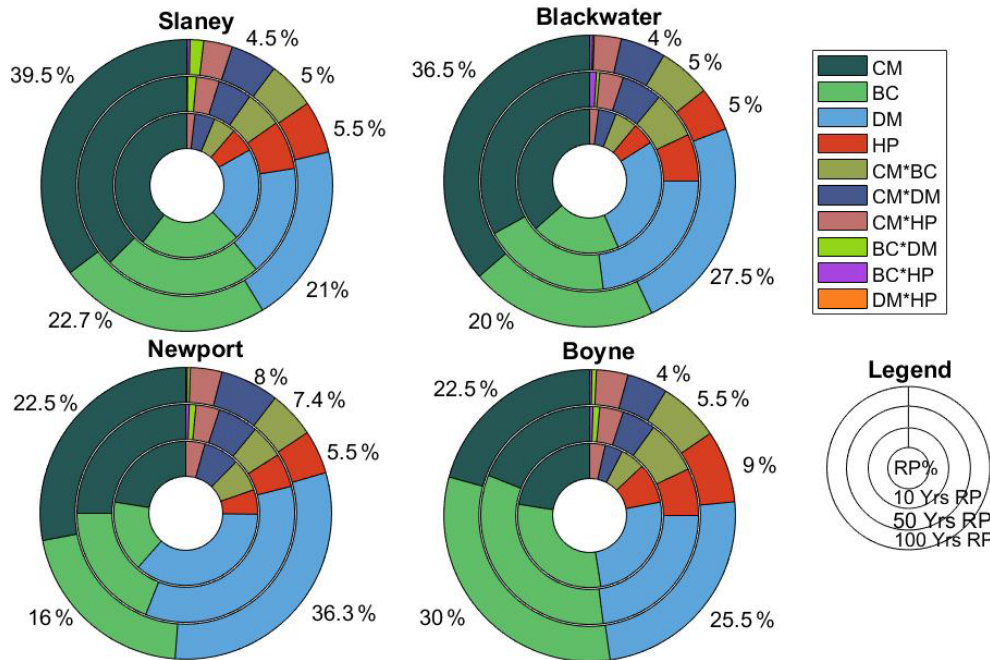 Slaney
4.5 %
5 %
5.5 %
21%
22.7 %
39.5 %
Blackwater
4 %
5 %
5 %
27.5 %
20 %
36.5 %
CM
BC
DM
HP
CM*BC
CM*DM
CM*HP
BC*DM
BC*HP
DM*HP
Newport
8 %
7.4 %
5.5 %
36.3 %
16 %
22.5 %
Boyne
4 %
5.5 %
9 %
25.5 %
30 %
22.5 %
Legend
RP%
10 Yrs RP
50 Yrs RP
100 Yrs RP